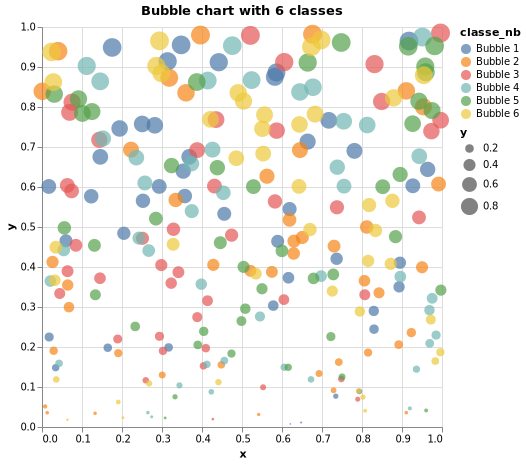 Bubble chart with 6 classes
classe_nb
Bubble 1
Bubble 2
Bubble 3
Bubble 4
Bubble 5
Bubble 6
y
0.2
0.4
0.6
0.8
y
1.0
0.9
0.8
0.7
0.6
0.5
0.4
0.3
0.2
0.1
0.0
0.0 0.1 0.2 0.3 0.4 0.5 0.6 0.7 0.8 0.9 1.0
x